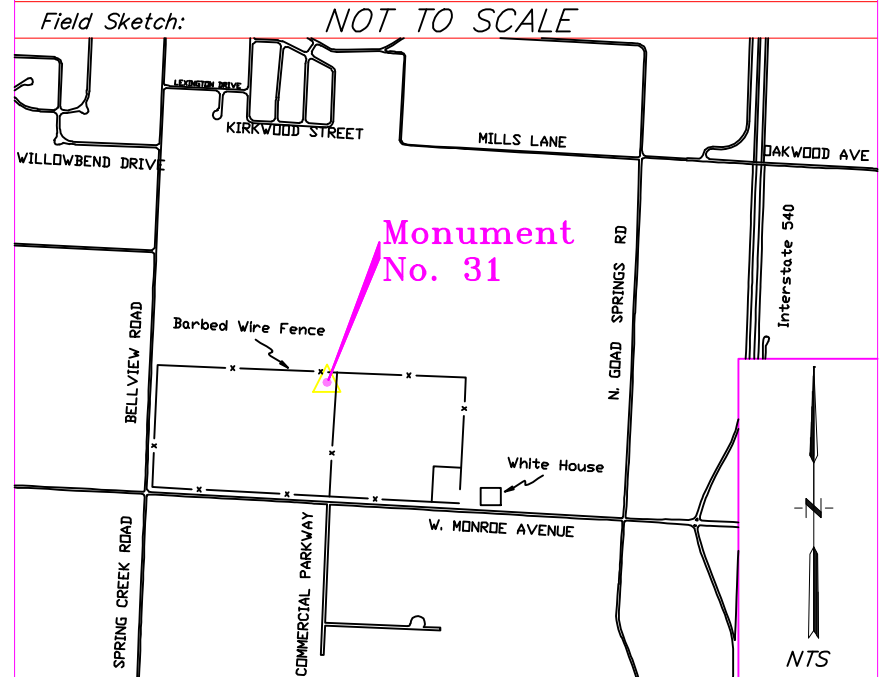 Field Sketch:
NOT TO SCALE
LEXINGTON DRIVE
KIRKWOOD STREET
MILLS LANE
OAKWOOD AVE
WILLOWBEND DRIVE
Monument
No. 31
N. GOAD SPRINGS RD
Interstate 540
BELLVIEW ROAD
Barbed Wire Fence
White House
W. MONROE AVENUE
SPRING CREEK ROAD
COMMERCIAL PARKWAY
N
NTS